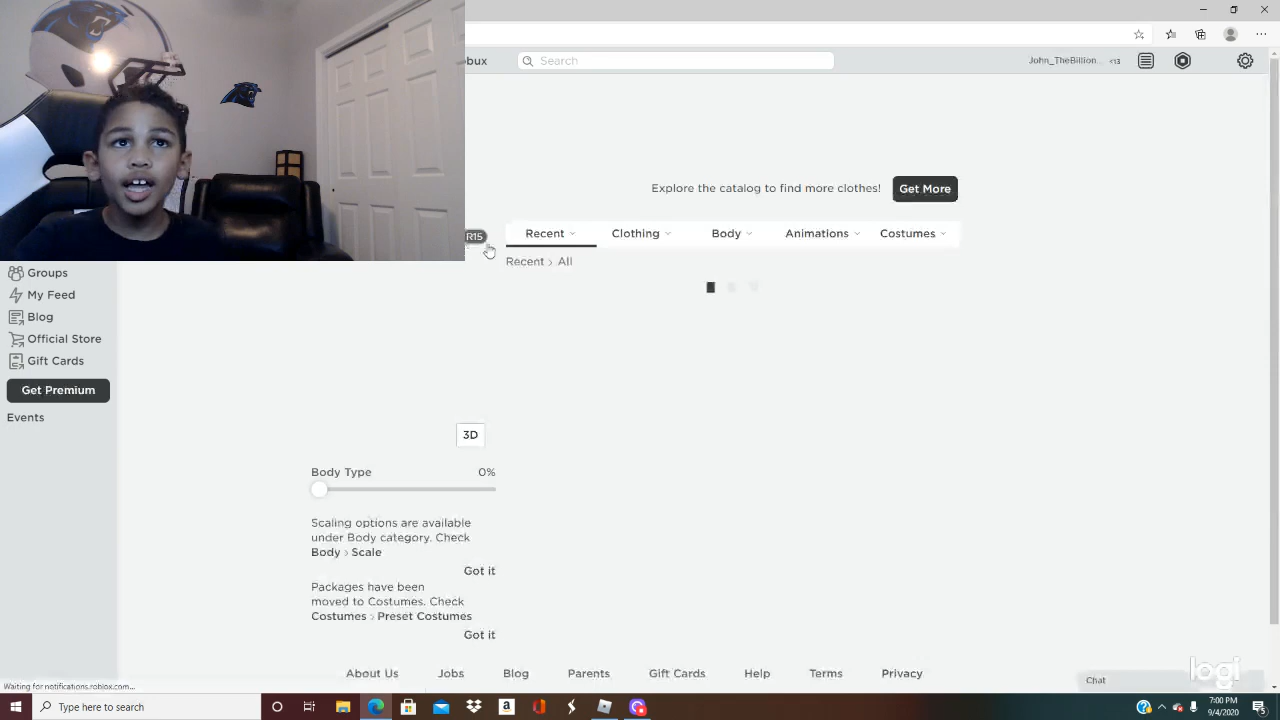 bux
Search
John_TheBillion...
<13
Explore the catalog to find more clothes!
Get More
R15
Recent
Clothing
Body
Animations
Costumes
Recent > All
Groups
My Feed
Blog
Official Store
Gift Cards
Get Premium
Events
3D
Body Type 0%
Scaling options are available
under Body category. Check
Body > Scale
Got it
Packages have been
moved to Costumes. Check
Costumes > Preset Costumes
Got it
About Us
Jobs
Blog
Parents
Gift Cards
Help
Terms
Privacy
logi
Chat
Waiting for notifications.roblox.com...
Type here to search
7:00 PM
9/4/2020